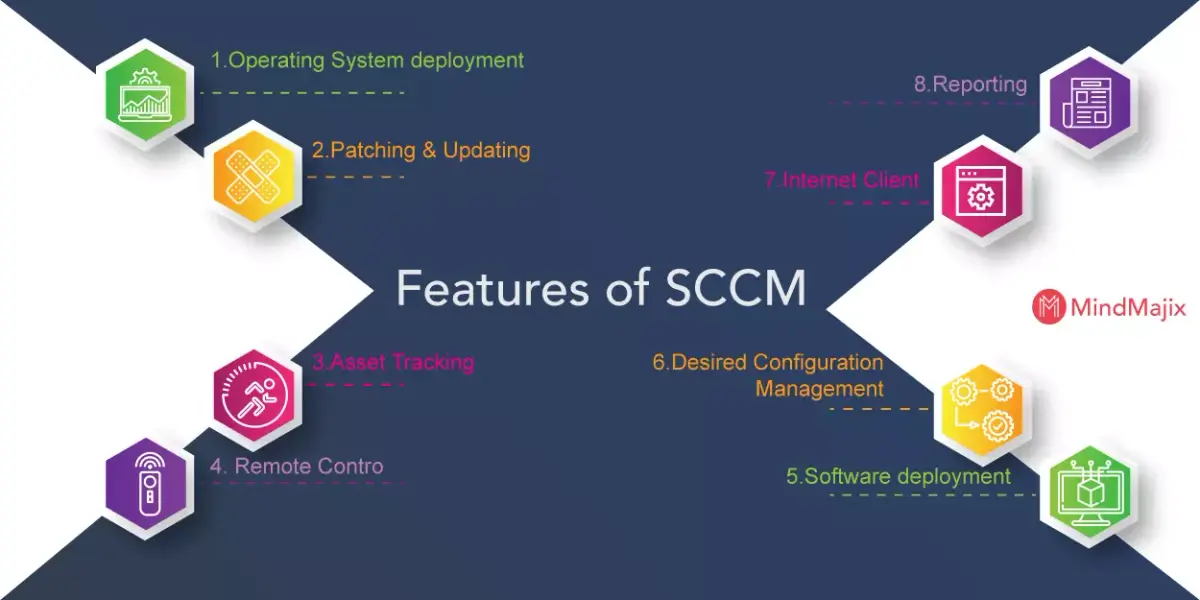 1.Operating System deployment
2.Patching & Updating
3.Asset Tracking
4. Remote Contro
Features of SCCM
8.Reporting
7.Internet Client
MindMajix
6.Desired Configuration
Management
5.Software deployment